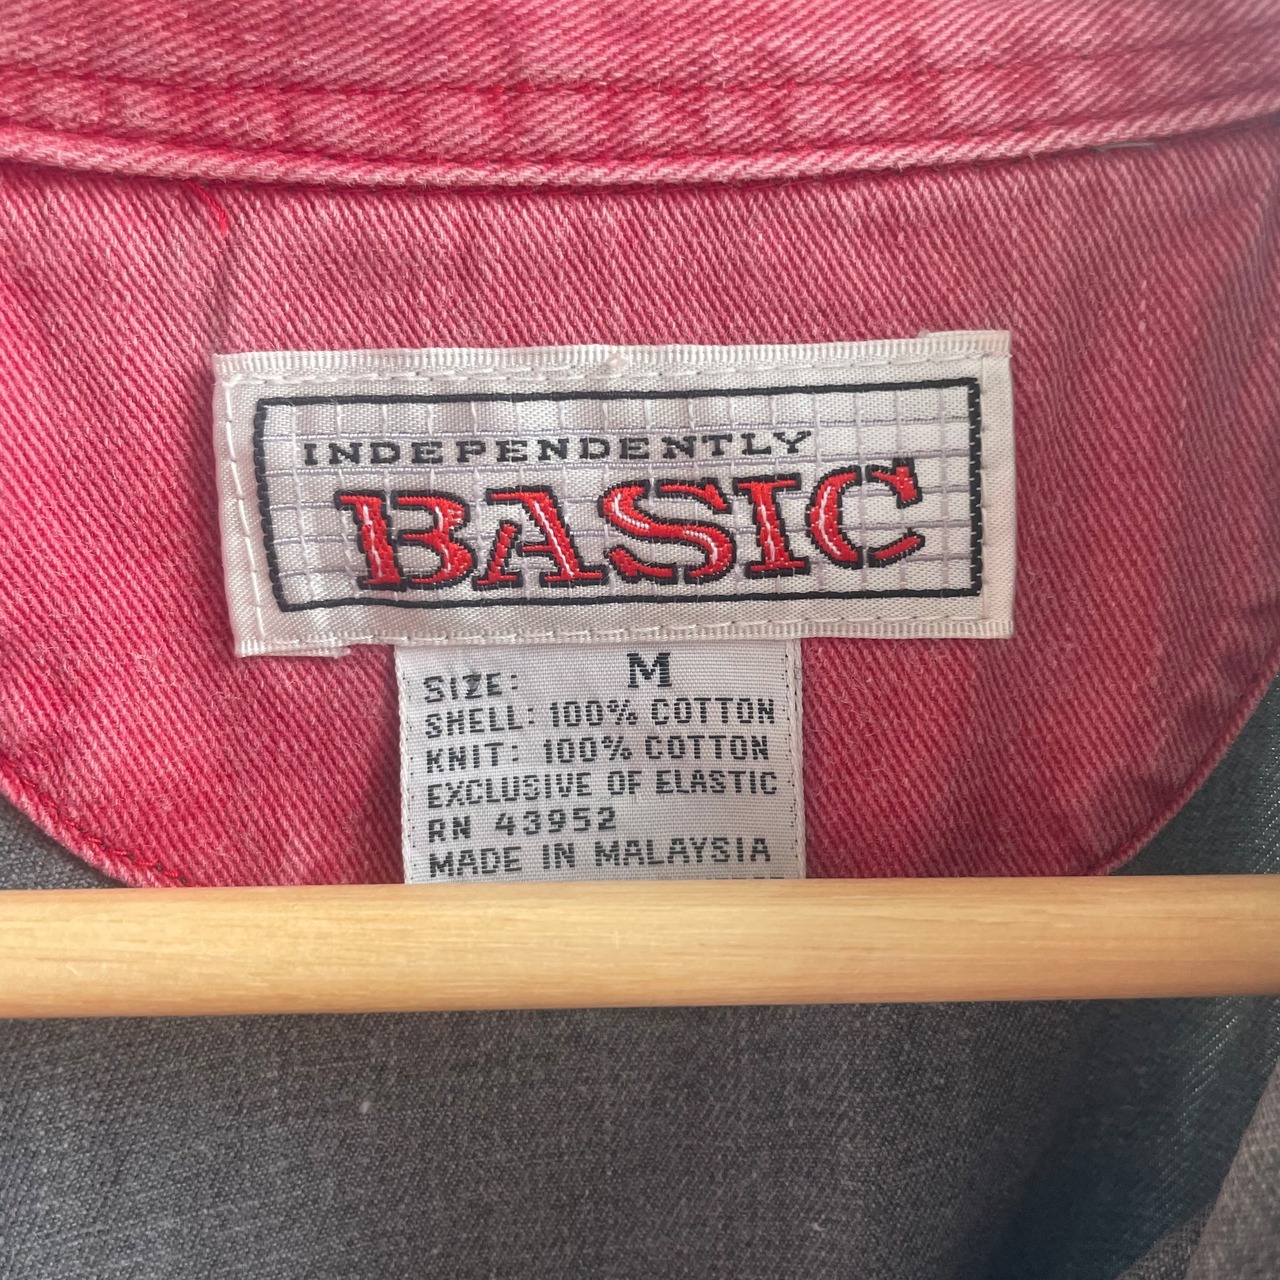 INDEPENDENTLY
BASIC
SIZE: M
SHELL: 100% COTTON
KNIT: 100% COTTON
EXCLUSIVE OF ELASTIC
RN 43952
MADE IN MALAYSIA